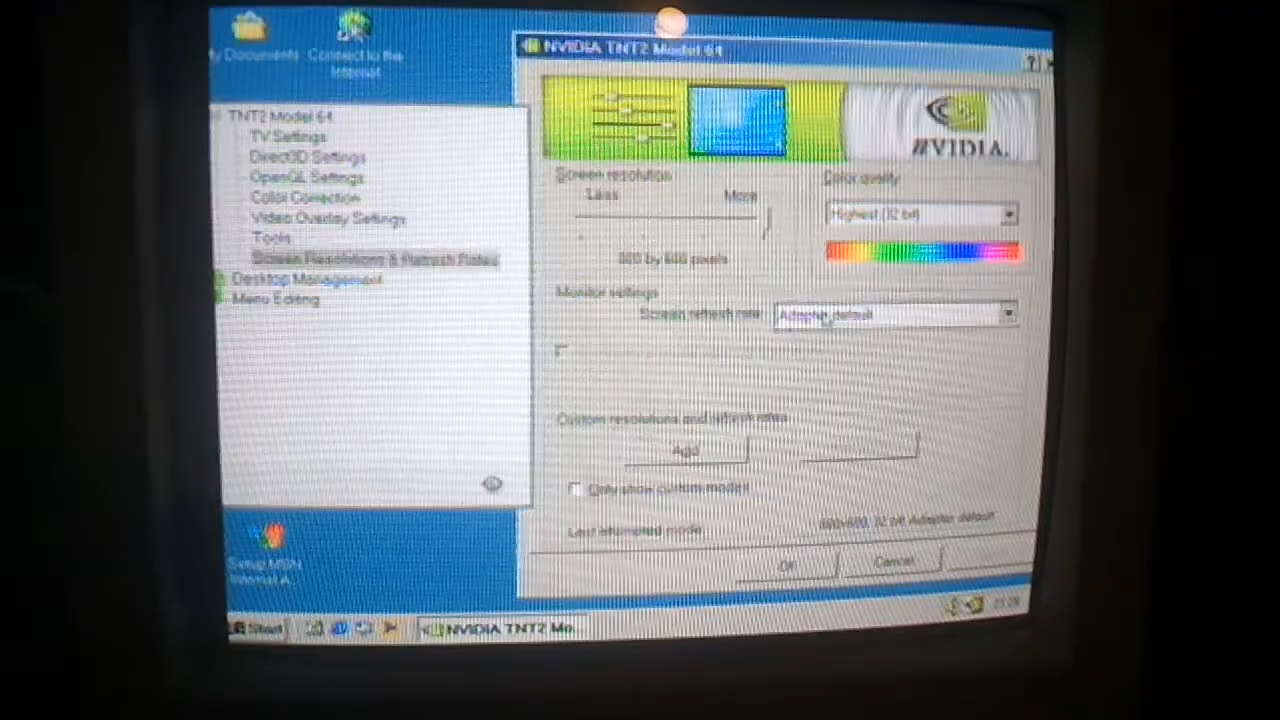 My Documents
Connect to the
Internet
NVIDIA TNT2 Model 64
TNT2 Model 64
TV Settings
Direct3D Settings
OpenGL Settings
Color Correction
Video Overlay Settings
Tools
Screen Resolutions & Refresh Rates
Desktop Management
Menu Editing
NVIDIA.
Screen resolution
Less
More
Color quality
Highest (32 bit)
800 by 600 pixels
Monitor settings
Screen refresh rate
Adapter default
Custom resolutions and refresh rates
Add
Only show custom modes
Last attempted mode
800x600, 32 bit, Adapter default
OK
Cancel
Setup MSN
Internet A
Start
NVIDIA TNT2 Mo...